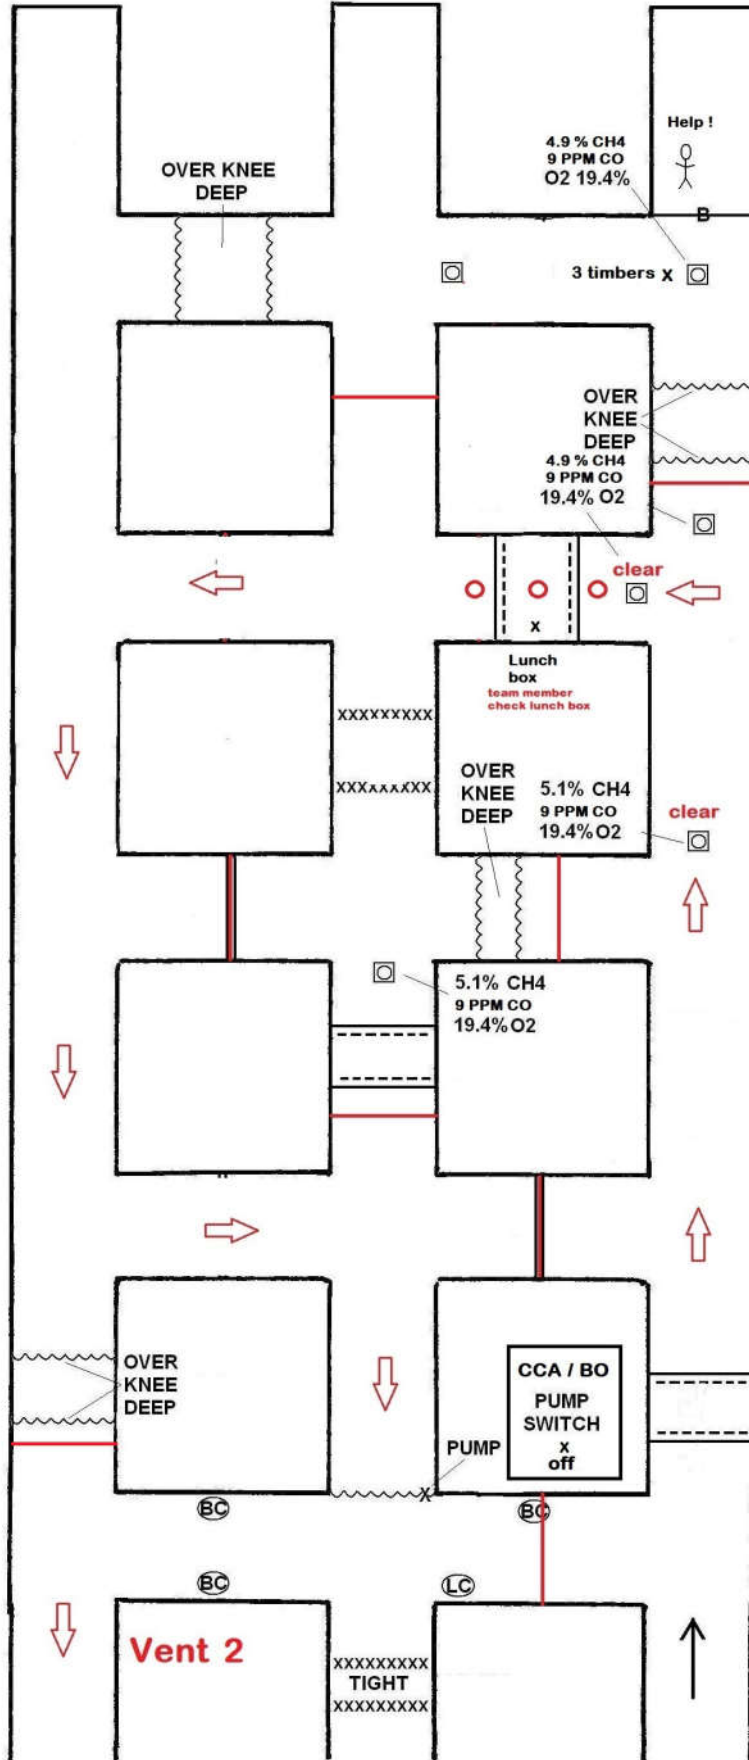 Help !
4.9 % CH4
9 PPM CO
O2 19.4%
OVER KNEE
DEEP
B
3 timbers x
OVER
KNEE
DEEP
4.9 % CH4
9 PPM CO
19.4% O2
clear
x
Lunch
box
team member
check lunch box
XXXXXXXXX
XXXxxxxXX
OVER
KNEE
DEEP
5.1% CH4
9 PPM CO
19.4% O2
clear
5.1% CH4
9 PPM CO
19.4% O2
OVER
KNEE
DEEP
CCA / BO
PUMP
SWITCH
x
off
PUMP
X
BC
BC
BC
LC
Vent 2
XXXXXXXXX
TIGHT
XXXXXXXXX